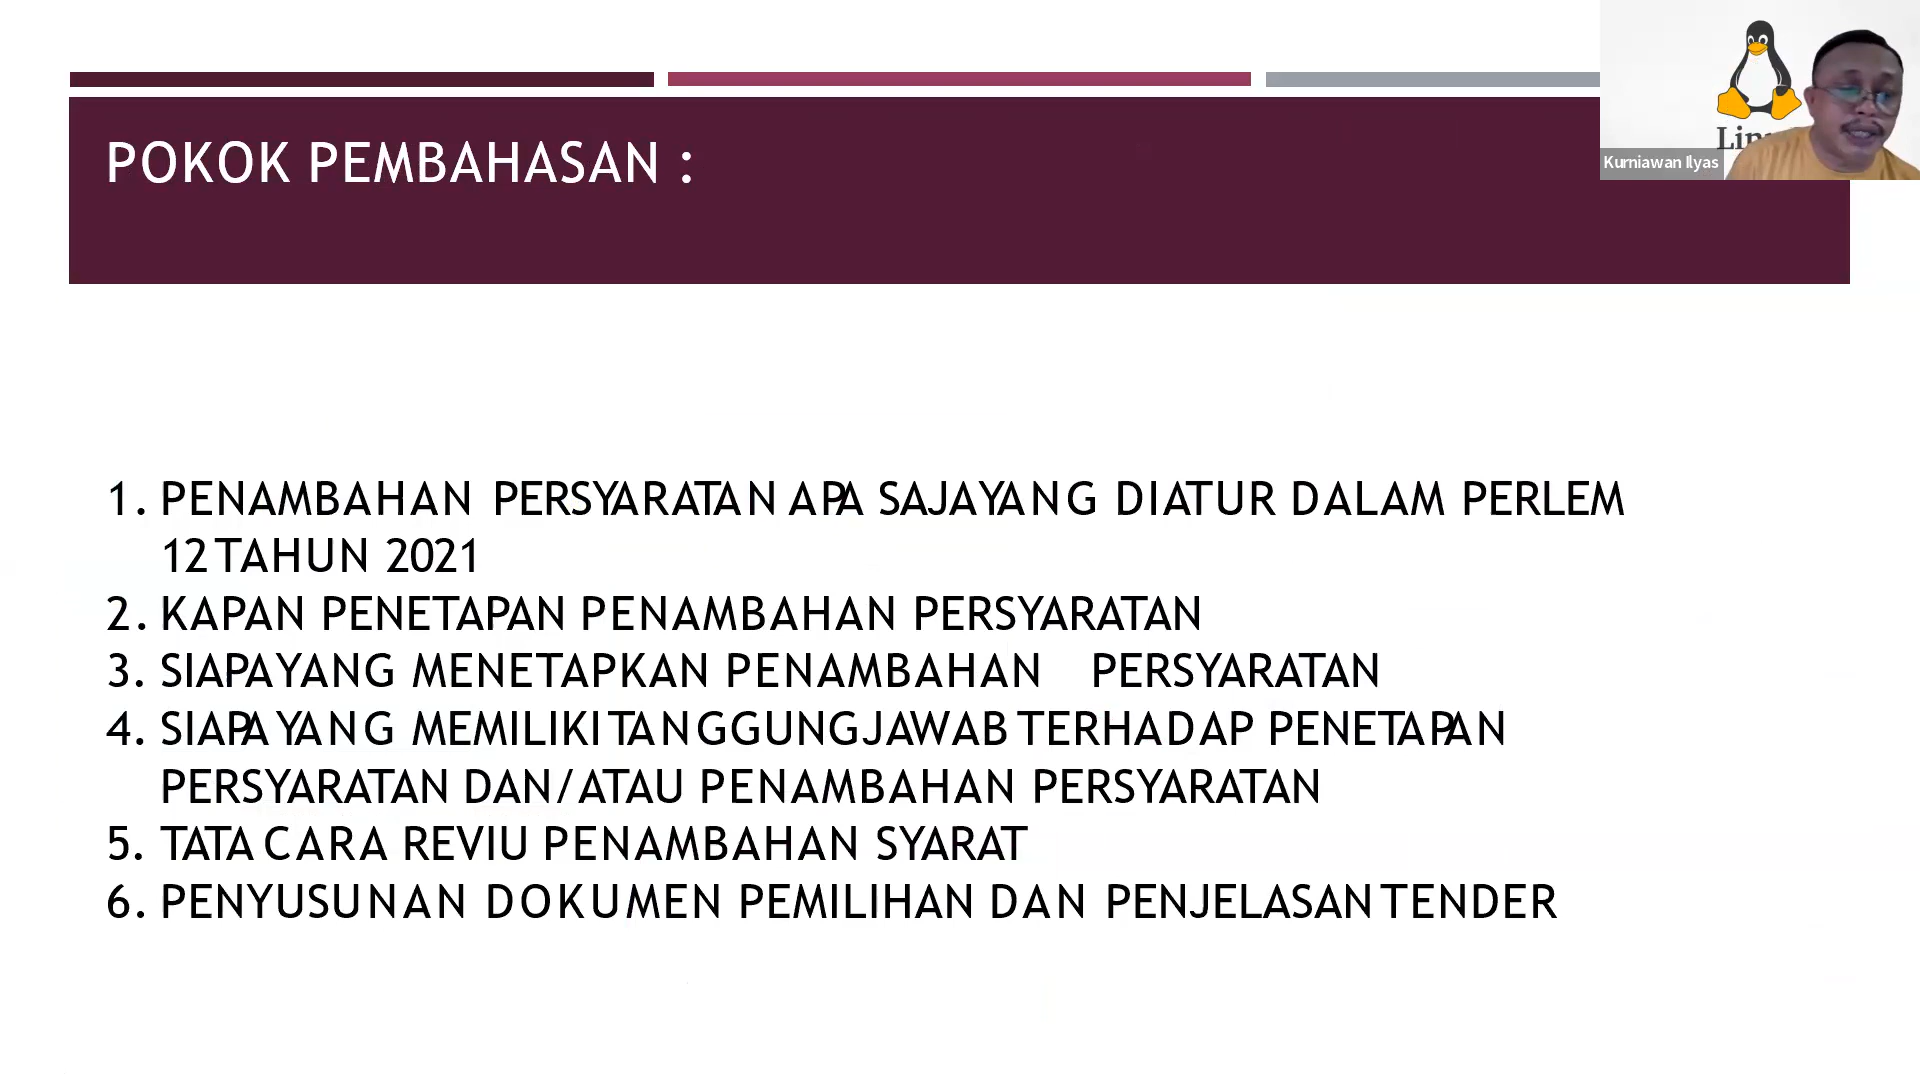 POKOK PEMBAHASAN :
Kurniawan Ilyas
1. PENAMBAHAN PERSYARATAN APA SAJA YANG DIATUR DALAM PERLEM
12 TAHUN 2021
2. KAPAN PENETAPAN PENAMBAHAN PERSYARATAN
3. SIAPA YANG MENETAPKAN PENAMBAHAN PERSYARATAN
4. SIAPA YANG MEMILIKI TANGGUNG JAWAB TERHADAP PENETAPAN
PERSYARATAN DAN/ATAU PENAMBAHAN PERSYARATAN
5. TATA CARA REVIU PENAMBAHAN SYARAT
6. PENYUSUNAN DOKUMEN PEMILIHAN DAN PENJELASAN TENDER